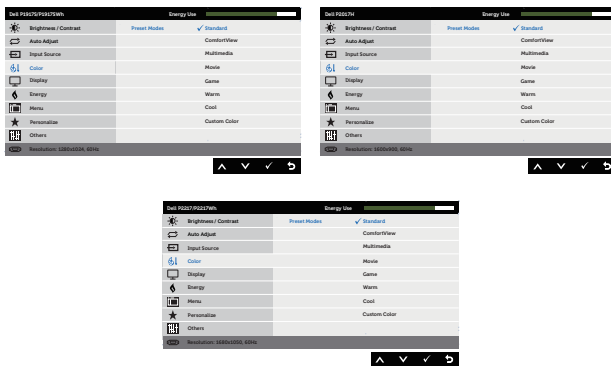 Dell P1917S/P1917SWh Energy Use
Brightness / Contrast Preset Modes ✓ Standard
Auto Adjust ComfortView
Input Source Multimedia
Color Movie
Display Game
Energy Warm
Menu Cool
Personalize Custom Color
Others
Resolution: 1280x1024, 60Hz
Dell P2017H Energy Use
Brightness / Contrast Preset Modes ✓ Standard
Auto Adjust ComfortView
Input Source Multimedia
Color Movie
Display Game
Energy Warm
Menu Cool
Personalize Custom Color
Others
Resolution: 1600x900, 60Hz
Dell P2217/P2217Wh Energy Use
Brightness / Contrast Preset Modes ✓ Standard
Auto Adjust ComfortView
Input Source Multimedia
Color Movie
Display Game
Energy Warm
Menu Cool
Personalize Custom Color
Others
Resolution: 1680x1050, 60Hz